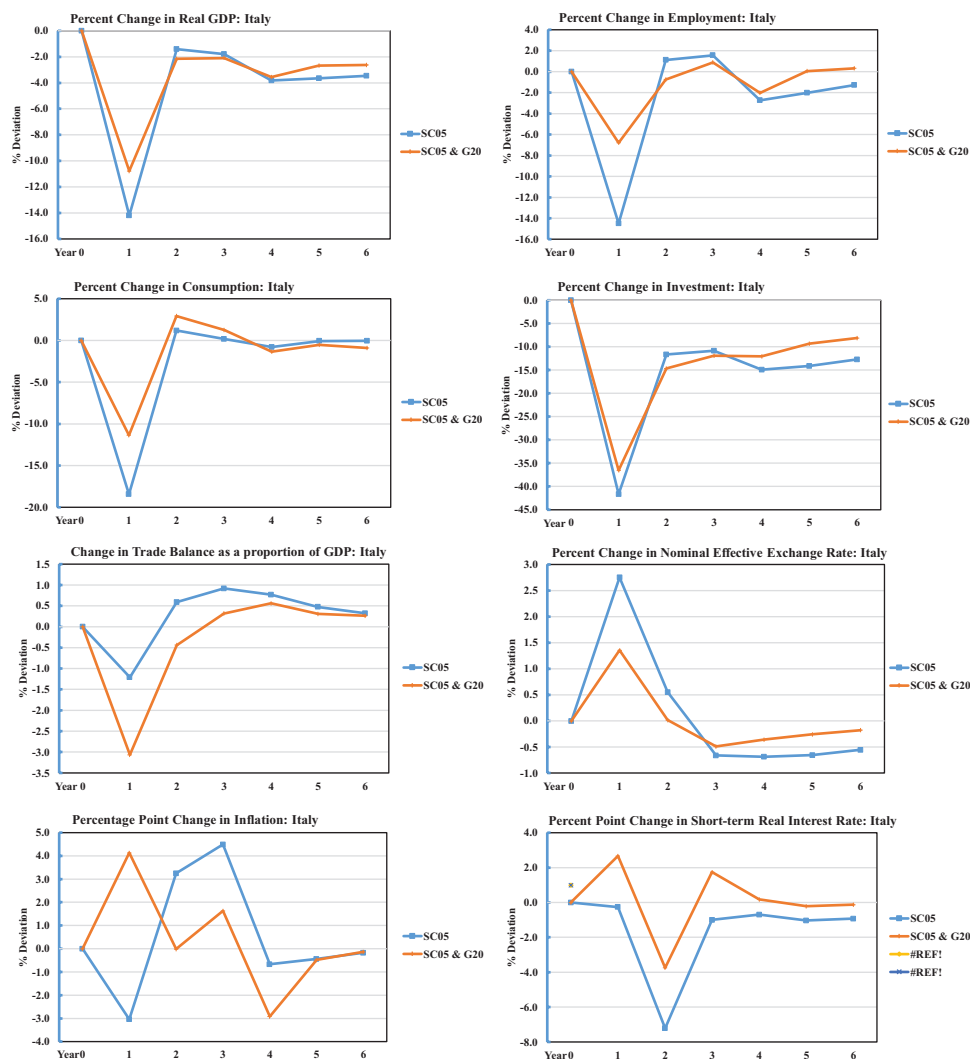 Percent Change in Real GDP: Italy
0.0
-2.0
-4.0
-6.0
-8.0
-10.0
-12.0
-14.0
-16.0
% Deviation
Year 0 1 2 3 4 5 6
SC05
SC05 & G20
Percent Change in Employment: Italy
4.0
2.0
0.0
-2.0
-4.0
-6.0
-8.0
-10.0
-12.0
-14.0
-16.0
% Deviation
Year 0 1 2 3 4 5 6
SC05
SC05 & G20
Percent Change in Consumption: Italy
5.0
0.0
-5.0
-10.0
-15.0
-20.0
% Deviation
Year 0 1 2 3 4 5 6
SC05
SC05 & G20
Percent Change in Investment: Italy
0.0
-5.0
-10.0
-15.0
-20.0
-25.0
-30.0
-35.0
-40.0
-45.0
% Deviation
Year 0 1 2 3 4 5 6
SC05
SC05 & G20
Change in Trade Balance as a proportion of GDP: Italy
1.5
1.0
0.5
0.0
-0.5
-1.0
-1.5
-2.0
-2.5
-3.0
-3.5
% Deviation
Year 0 1 2 3 4 5 6
SC05
SC05 & G20
Percent Change in Nominal Effective Exchange Rate: Italy
3.0
2.5
2.0
1.5
1.0
0.5
0.0
-0.5
-1.0
% Deviation
Year 0 1 2 3 4 5 6
SC05
SC05 & G20
Percentage Point Change in Inflation: Italy
5.0
4.0
3.0
2.0
1.0
0.0
-1.0
-2.0
-3.0
-4.0
% Deviation
Year 0 1 2 3 4 5 6
SC05
SC05 & G20
Percent Point Change in Short-term Real Interest Rate: Italy
4.0
2.0
0.0
-2.0
-4.0
-6.0
-8.0
% Deviation
Year 0 1 2 3 4 5 6
SC05
SC05 & G20
#REF!
#REF!